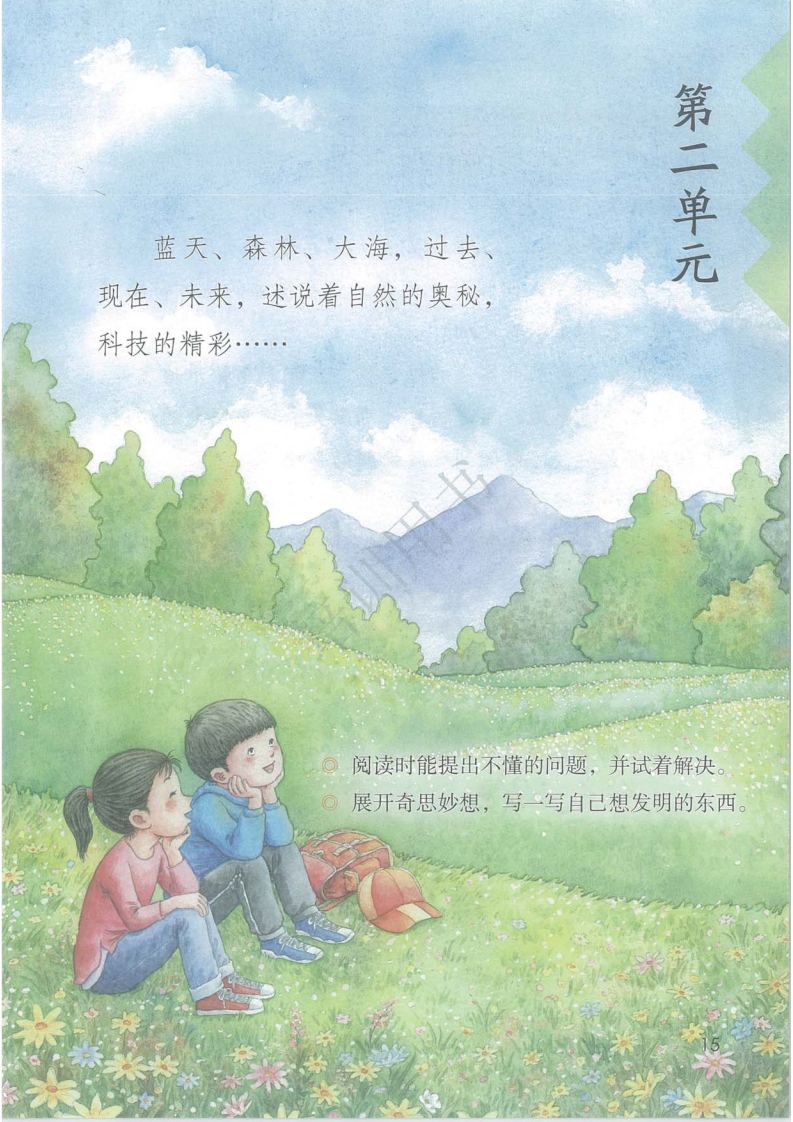 第二单元
蓝天、森林、大海，过去、
现在、未来，述说着自然的奥秘，
科技的精彩……
◎ 阅读时能提出不懂的问题，并试着解决。
◎ 展开奇思妙想，写一写自己想发明的东西。
15